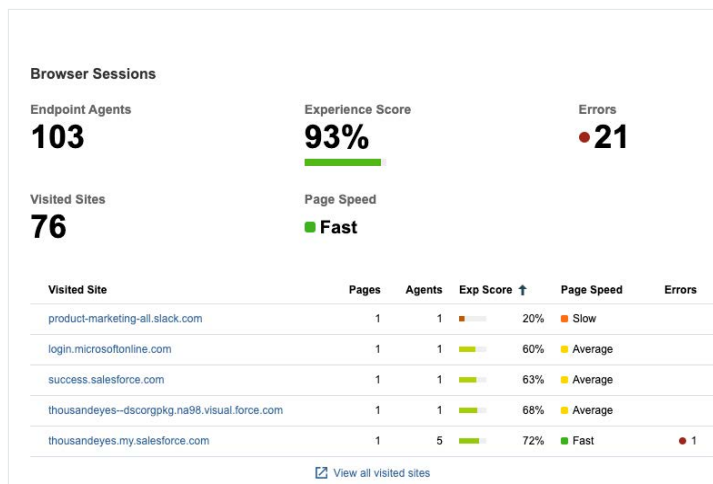 Browser Sessions
Endpoint Agents Experience Score Errors
103 93% 21
Visited Sites Page Speed
76 Fast
Visited Site Pages Agents Exp Score ↑ Page Speed Errors
product-marketing-all.slack.com 1 1 20% Slow
login.microsoftonline.com 1 1 60% Average
success.salesforce.com 1 1 63% Average
thousandeyes--dscorgpkg.na98.visual.force.com 1 1 68% Average
thousandeyes.my.salesforce.com 1 5 72% Fast 1
View all visited sites